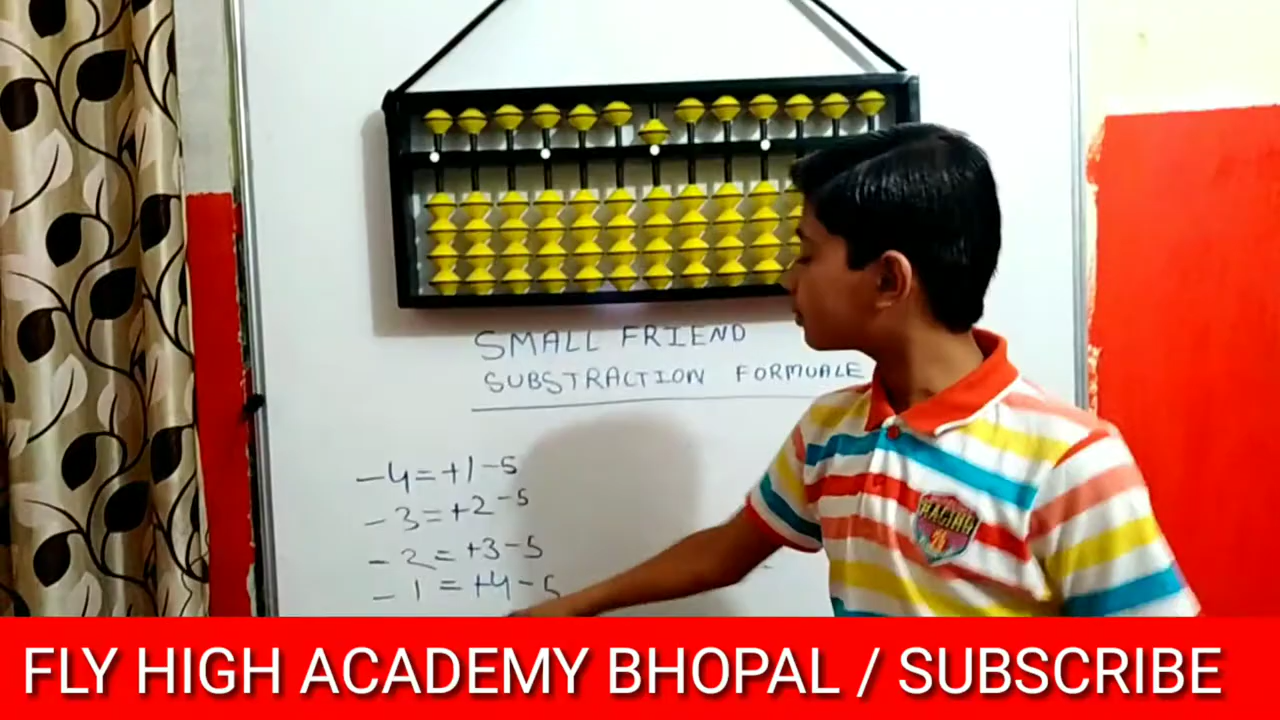 SMALL FRIEND
SUBSTRACTION FORMUALE
-4=+1-5
-3=+2-5
-2=+3-5
-1=+4-5
RACING
FLY HIGH ACADEMY BHOPAL / SUBSCRIBE